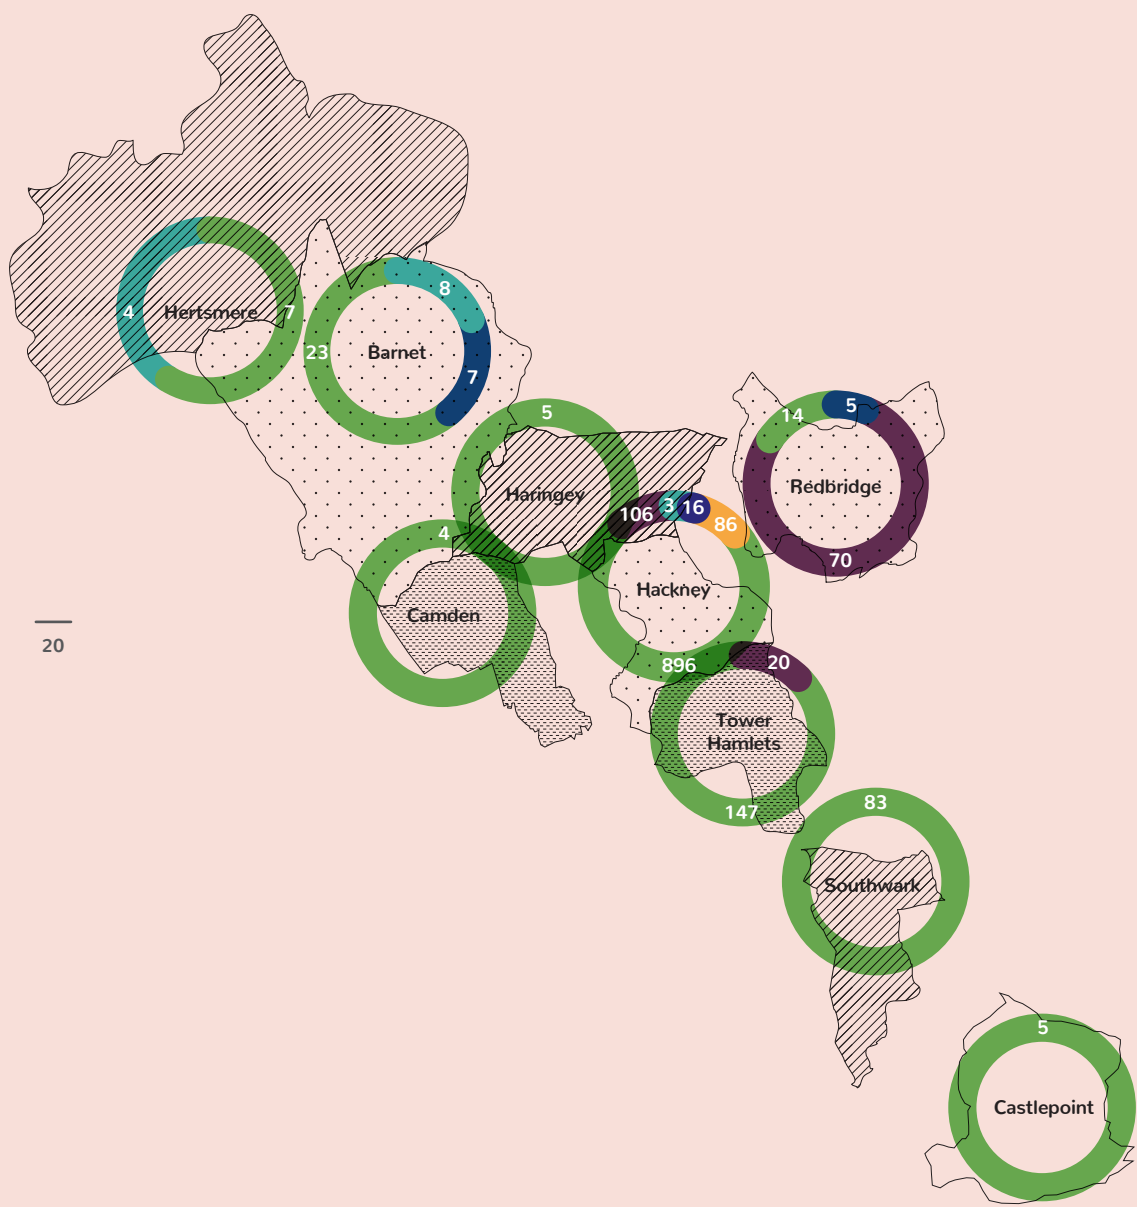 8
4
Hertsmere
7
23
Barnet
7
5
14
5
Haringey
Redbridge
106
3
16
86
4
70
Hackney
Camden
20
896
20
Tower
Hamlets
147
83
Southwark
5
Castlepoint